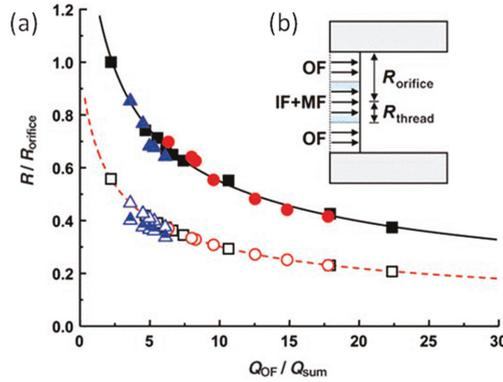 (a)
(b)
1.2
1.0
0.8
0.6
0.4
0.2
0.0
R / Rorifice
0
5
10
15
20
25
30
QOF / Qsum
OF
IF+MF
OF
Rorifice
Rthread